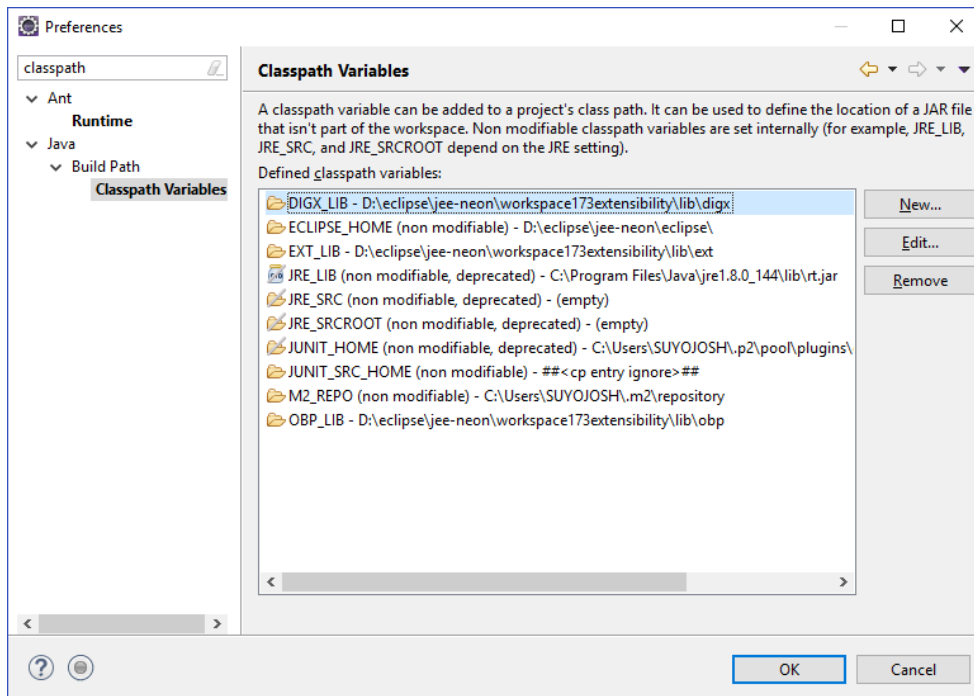 Preferences
classpath
Ant
Runtime
Java
Build Path
Classpath Variables
Classpath Variables
A classpath variable can be added to a project's class path. It can be used to define the location of a JAR file
that isn't part of the workspace. Non modifiable classpath variables are set internally (for example, JRE_LIB,
JRE_SRC, and JRE_SRCROOT depend on the JRE setting).
Defined classpath variables:
DIGX_LIB - D:\eclipse\jee-neon\workspace173extensibility\lib\digx
ECLIPSE_HOME (non modifiable) - D:\eclipse\jee-neon\eclipse\
EXT_LIB - D:\eclipse\jee-neon\workspace173extensibility\lib\ext
JRE_LIB (non modifiable, deprecated) - C:\Program Files\Java\jre1.8.0_144\lib\rt.jar
JRE_SRC (non modifiable, deprecated) - (empty)
JRE_SRCROOT (non modifiable, deprecated) - (empty)
JUNIT_HOME (non modifiable, deprecated) - C:\Users\SUYOJOSH\.p2\pool\plugins\
JUNIT_SRC_HOME (non modifiable) - ##<cp entry ignore>##
M2_REPO (non modifiable) - C:\Users\SUYOJOSH\.m2\repository
OBP_LIB - D:\eclipse\jee-neon\workspace173extensibility\lib\obp
New...
Edit...
Remove
OK
Cancel